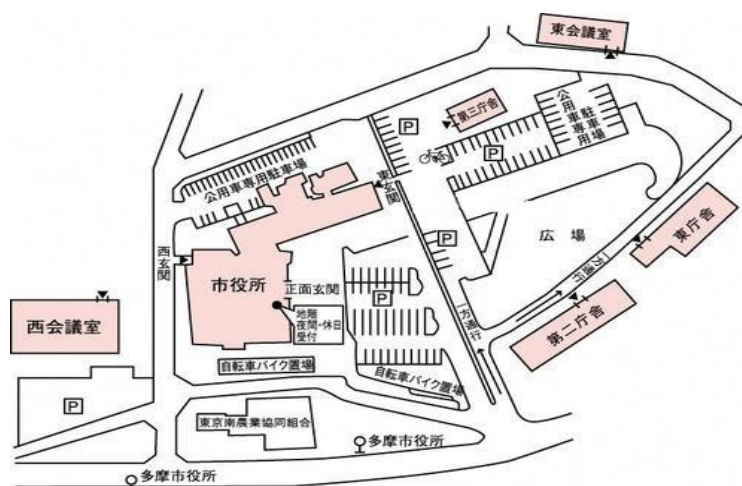 東会議室
第三庁舎
公用車専用駐車場
P
P
公用車専用駐車場
東玄関
広場
東庁舎
一方通行
P
西玄関
市役所
正面玄関
P
地階
夜間・休日
受付
一方通行
第二庁舎
西会議室
自転車バイク置場
自転車バイク置場
P
東京南農業協同組合
多摩市役所
多摩市役所